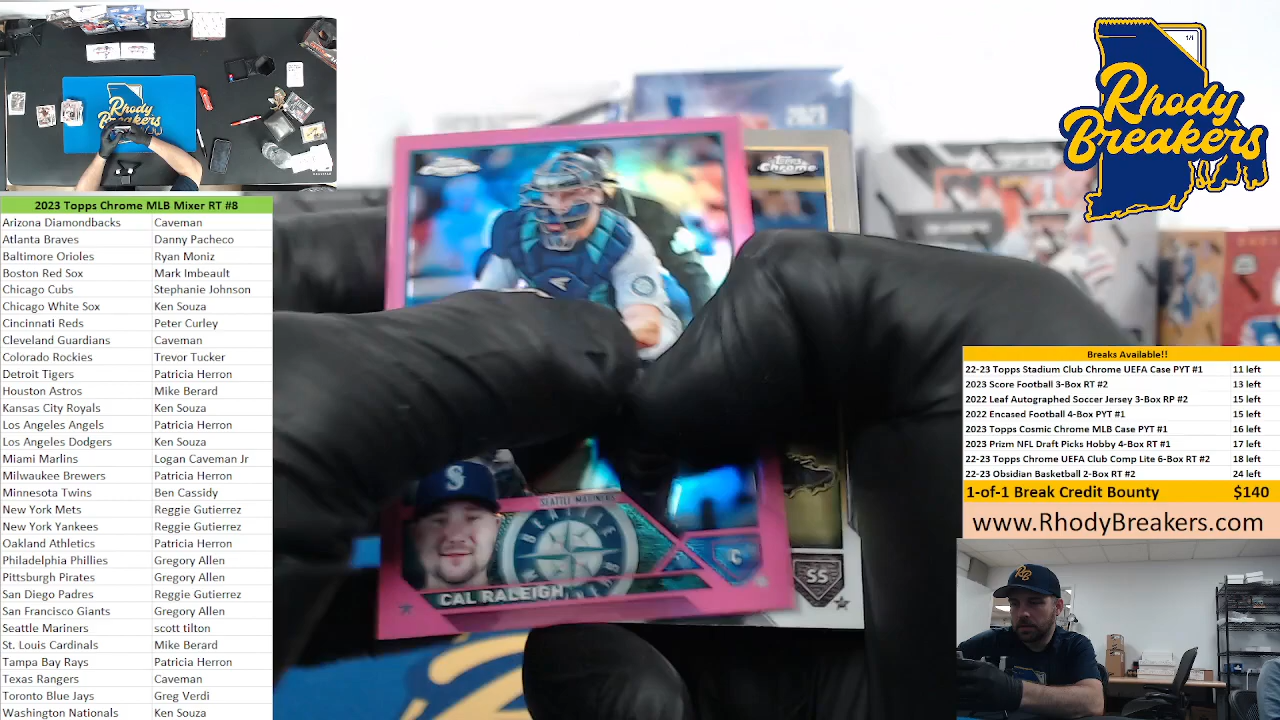 Rhody
Breakers
1/1
Rhody
Breakers
2023 Topps Chrome MLB Mixer RT #8
Arizona Diamondbacks Caveman
Atlanta Braves Danny Pacheco
Baltimore Orioles Ryan Moniz
Boston Red Sox Mark Imbeault
Chicago Cubs Stephanie Johnson
Chicago White Sox Ken Souza
Cincinnati Reds Peter Curley
Cleveland Guardians Caveman
Colorado Rockies Trevor Tucker
Detroit Tigers Patricia Herron
Houston Astros Mike Berard
Kansas City Royals Ken Souza
Los Angeles Angels Patricia Herron
Los Angeles Dodgers Ken Souza
Miami Marlins Logan Caveman Jr
Milwaukee Brewers Patricia Herron
Minnesota Twins Ben Cassidy
New York Mets Reggie Gutierrez
New York Yankees Reggie Gutierrez
Oakland Athletics Patricia Herron
Philadelphia Phillies Gregory Allen
Pittsburgh Pirates Gregory Allen
San Diego Padres Reggie Gutierrez
San Francisco Giants Gregory Allen
Seattle Mariners scott tilton
St. Louis Cardinals Mike Berard
Tampa Bay Rays Patricia Herron
Texas Rangers Caveman
Toronto Blue Jays Greg Verdi
Washington Nationals Ken Souza
2023
Topps
Chrome
S
SEATTLE MARINERS
C
CAL RALEIGH
SS
Breaks Available!!
22-23 Topps Stadium Club Chrome UEFA Case PYT #1 11 left
2023 Score Football 3-Box RT #2 13 left
2022 Leaf Autographed Soccer Jersey 3-Box RP #2 15 left
2022 Encased Football 4-Box PYT #1 15 left
2023 Topps Cosmic Chrome MLB Case PYT #1 16 left
2023 Prizm NFL Draft Picks Hobby 4-Box RT #1 17 left
22-23 Topps Chrome UEFA Club Comp Lite 6-Box RT #2 18 left
22-23 Obsidian Basketball 2-Box RT #2 24 left
1-of-1 Break Credit Bounty $140
www.RhodyBreakers.com